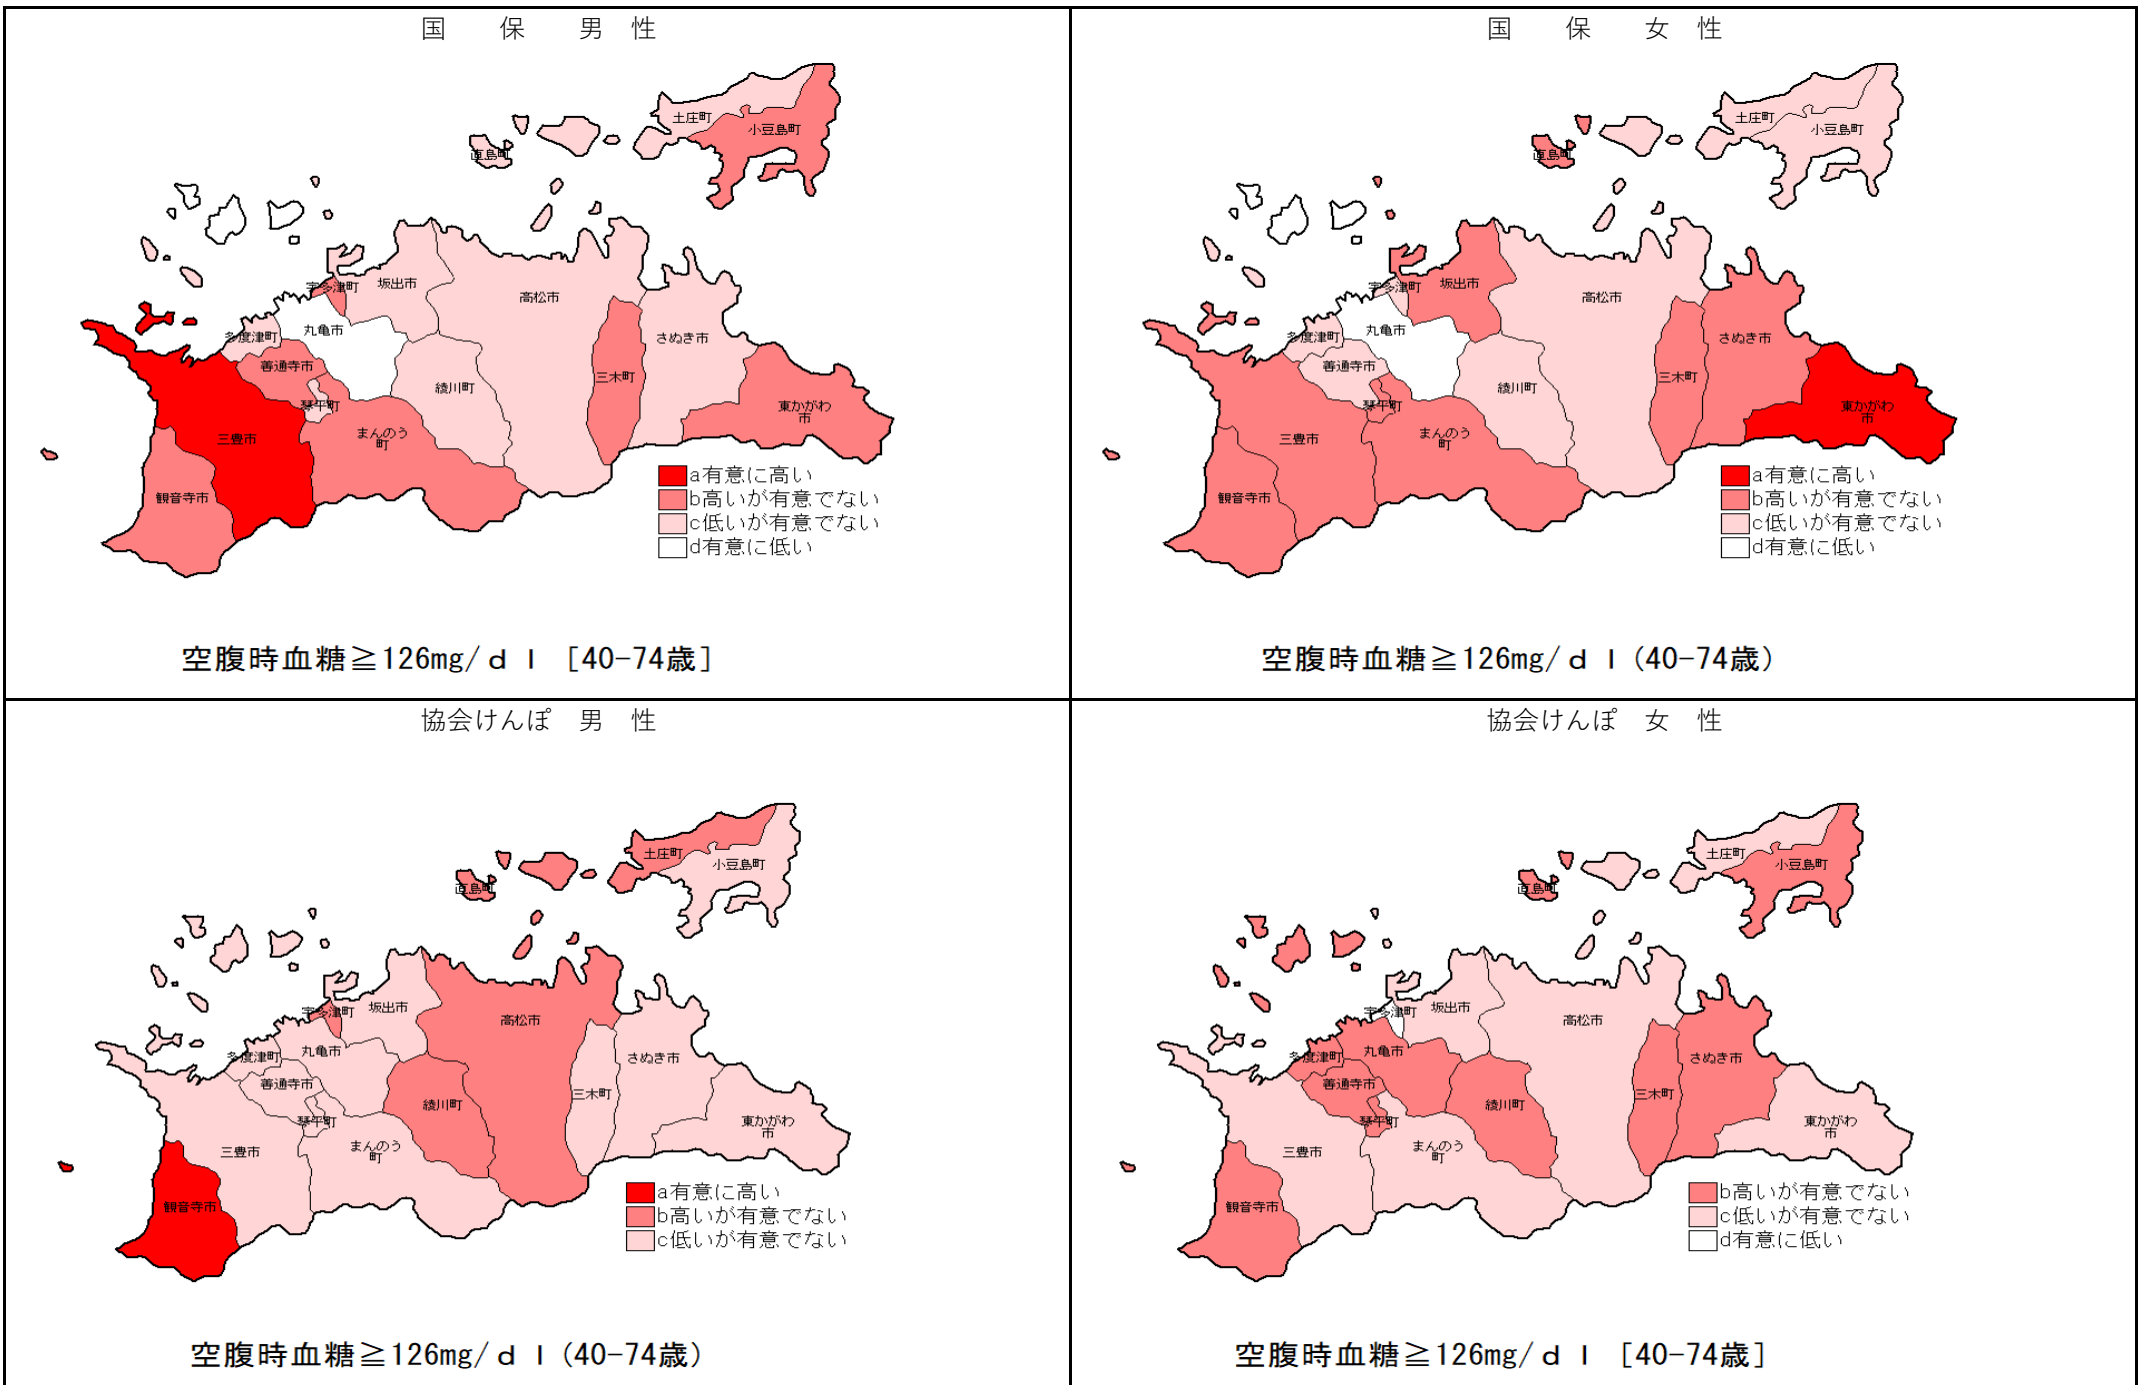 国　保　男　性
土庄町
小豆島町
直島町
宇多津町
坂出市
高松市
丸亀市
多度津町
さぬき市
善通寺市
三木町
綾川町
琴平町
東かがわ
市
まんのう
町
三豊市
観音寺市
a有意に高い
b高いが有意でない
c低いが有意でない
d有意に低い
空腹時血糖≧126mg/ｄｌ [40-74歳]
国　保　女　性
土庄町
小豆島町
直島町
宇多津町
坂出市
高松市
丸亀市
多度津町
さぬき市
善通寺市
三木町
綾川町
琴平町
東かがわ
市
まんのう
町
三豊市
観音寺市
a有意に高い
b高いが有意でない
c低いが有意でない
d有意に低い
空腹時血糖≧126mg/ｄｌ(40-74歳)
協会けんぽ　男　性
土庄町
小豆島町
直島町
宇多津町
坂出市
高松市
丸亀市
多度津町
さぬき市
善通寺市
三木町
綾川町
琴平町
東かがわ
市
まんのう
町
三豊市
観音寺市
a有意に高い
b高いが有意でない
c低いが有意でない
空腹時血糖≧126mg/ｄｌ(40-74歳)
協会けんぽ　女　性
土庄町
小豆島町
直島町
宇多津町
坂出市
高松市
丸亀市
多度津町
さぬき市
善通寺市
三木町
綾川町
琴平町
東かがわ
市
まんのう
町
三豊市
観音寺市
b高いが有意でない
c低いが有意でない
d有意に低い
空腹時血糖≧126mg/ｄｌ [40-74歳]